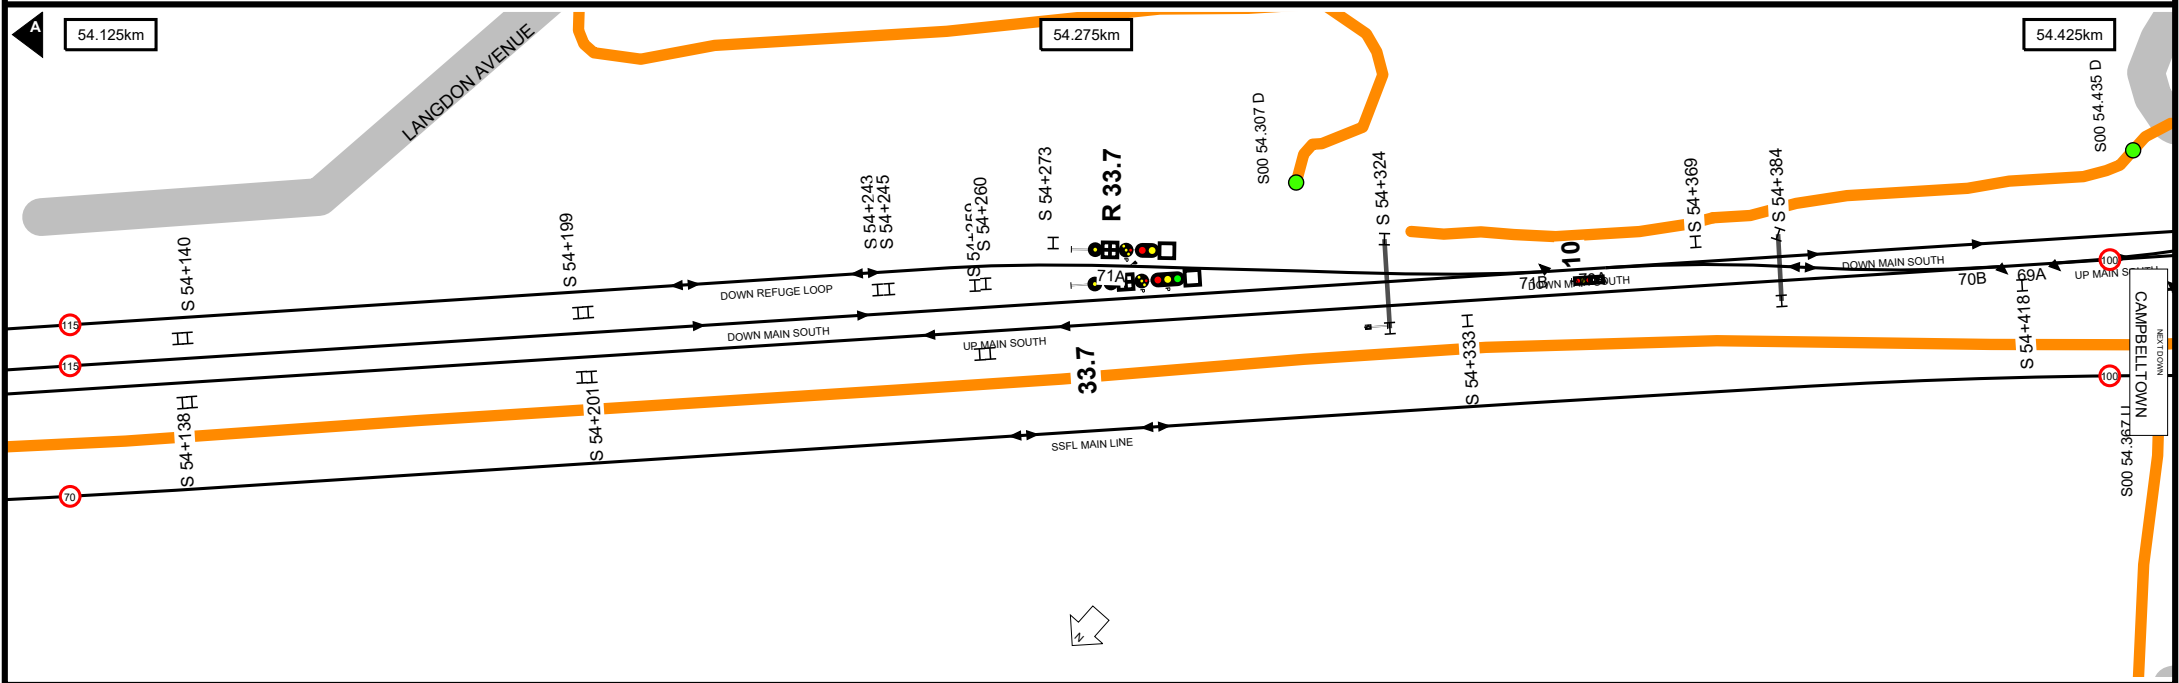 A
54.125km
54.275km
54.425km
LANGDON AVENUE
S00 54.307 D
S00 54.435 D
S 54+140
S 54+199
S 54+243
S 54+245
S 54+260
S 54+273
R 33.7
S 54+324
S 54+369
S 54+384
10
71A
71B
DOWN MAIN SOUTH
DOWN MAIN SOUTH
70B
69A
100
UP MAIN SOUTH
115
DOWN REFUGE LOOP
115
DOWN MAIN SOUTH
UP MAIN SOUTH
33.7
S 54+333
S 54+418
CAMPBELLTOWN
NEXT DOWN
100
S 54+138
S 54+201
SSFL MAIN LINE
S00 54.367
70
N